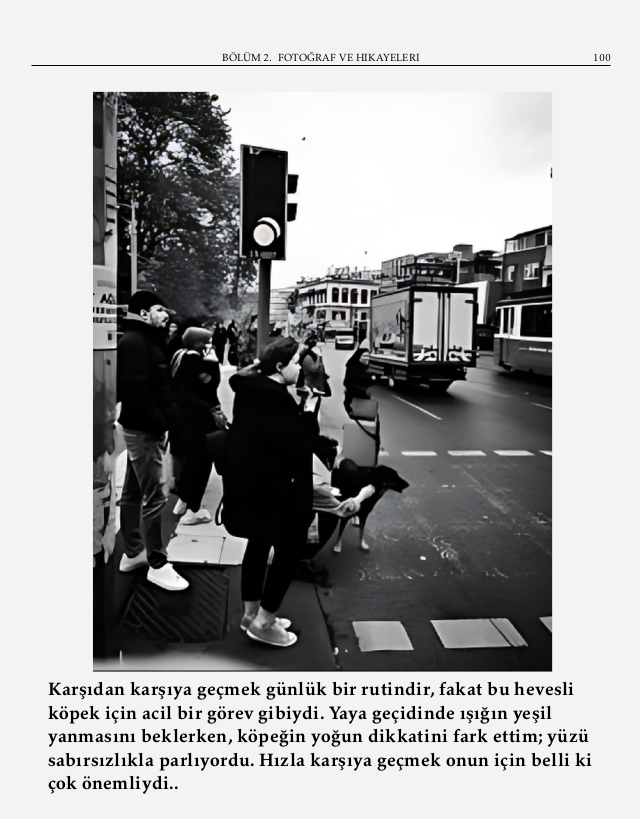 BÖLÜM 2. FOTOĞRAF VE HIKAYELERI 100
Karşıdan karşıya geçmek günlük bir rutindir, fakat bu hevesli
köpek için acil bir görev gibiydi. Yaya geçidinde ışığın yeşil
yanmasını beklerken, köpeğin yoğun dikkatini fark ettim; yüzü
sabırsızlıkla parlıyordu. Hızla karşıya geçmek onun için belli ki
çok önemliydi..